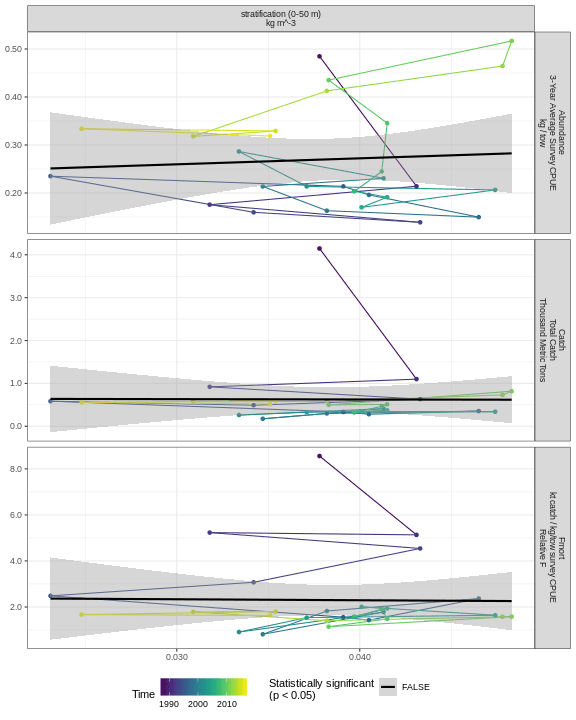 stratification (0-50 m)
kg m^-3
0.50
0.40
0.30
0.20
Abundance
3-Year Average Survey CPUE
kg / tow
4.0
3.0
2.0
1.0
0.0
Catch
Total Catch
Thousand Metric Tons
8.0
6.0
4.0
2.0
Fmort
kt catch / kg/tow survey CPUE
Relative F
0.030
0.040
Time
1990
2000
2010
Statistically significant
(p < 0.05)
FALSE